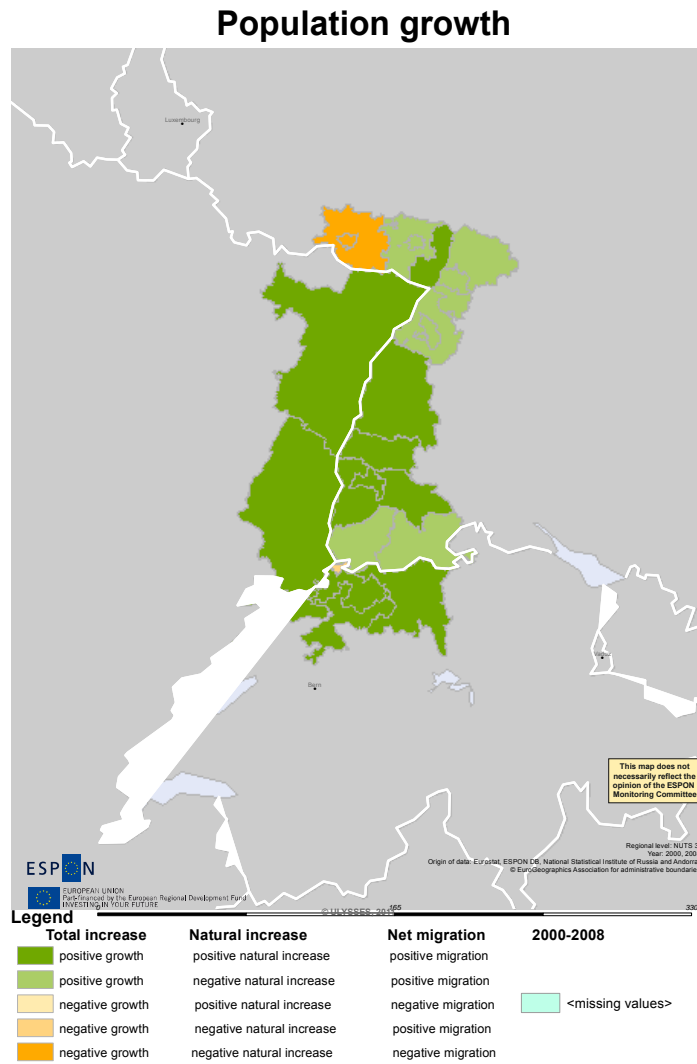 Population growth
Luxembourg
Bern
This map does not
necessarily reflect the
opinion of the ESPON
Monitoring Committee
Regional level: NUTS 3
Origin of data: Eurostat, ESPON DB, National Statistical Institute of Russia and Andorra
© EuroGeographics Association for administrative boundarie
ESPON
EUROPEAN UNION
Part-financed by the European Regional Development Fund
INVESTING IN YOUR FUTURE
Legend
0 165 330
© ULYSSES,
Total increase Natural increase Net migration 2000-2008
positive growth positive natural increase positive migration
positive growth negative natural increase positive migration
negative growth positive natural increase negative migration <missing values>
negative growth negative natural increase positive migration
negative growth negative natural increase negative migration